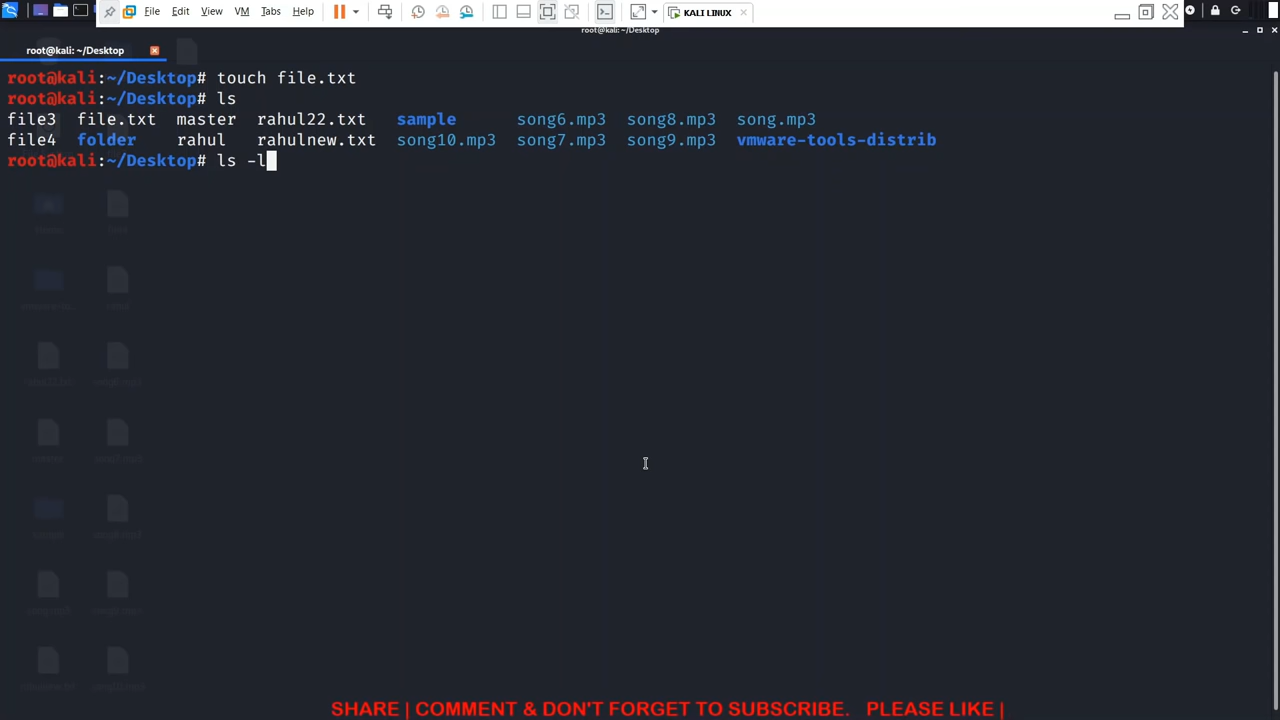 File Edit View VM Tabs Help KALI LINUX
root@kali: ~/Desktop
root@kali: ~/Desktop
root@kali:~/Desktop# touch file.txt
root@kali:~/Desktop# ls
file3 file.txt master rahul22.txt sample song6.mp3 song8.mp3 song.mp3
file4 folder rahul rahulnew.txt song10.mp3 song7.mp3 song9.mp3 vmware-tools-distrib
root@kali:~/Desktop# ls -l
SHARE | COMMENT & DON'T FORGET TO SUBSCRIBE. PLEASE LIKE |